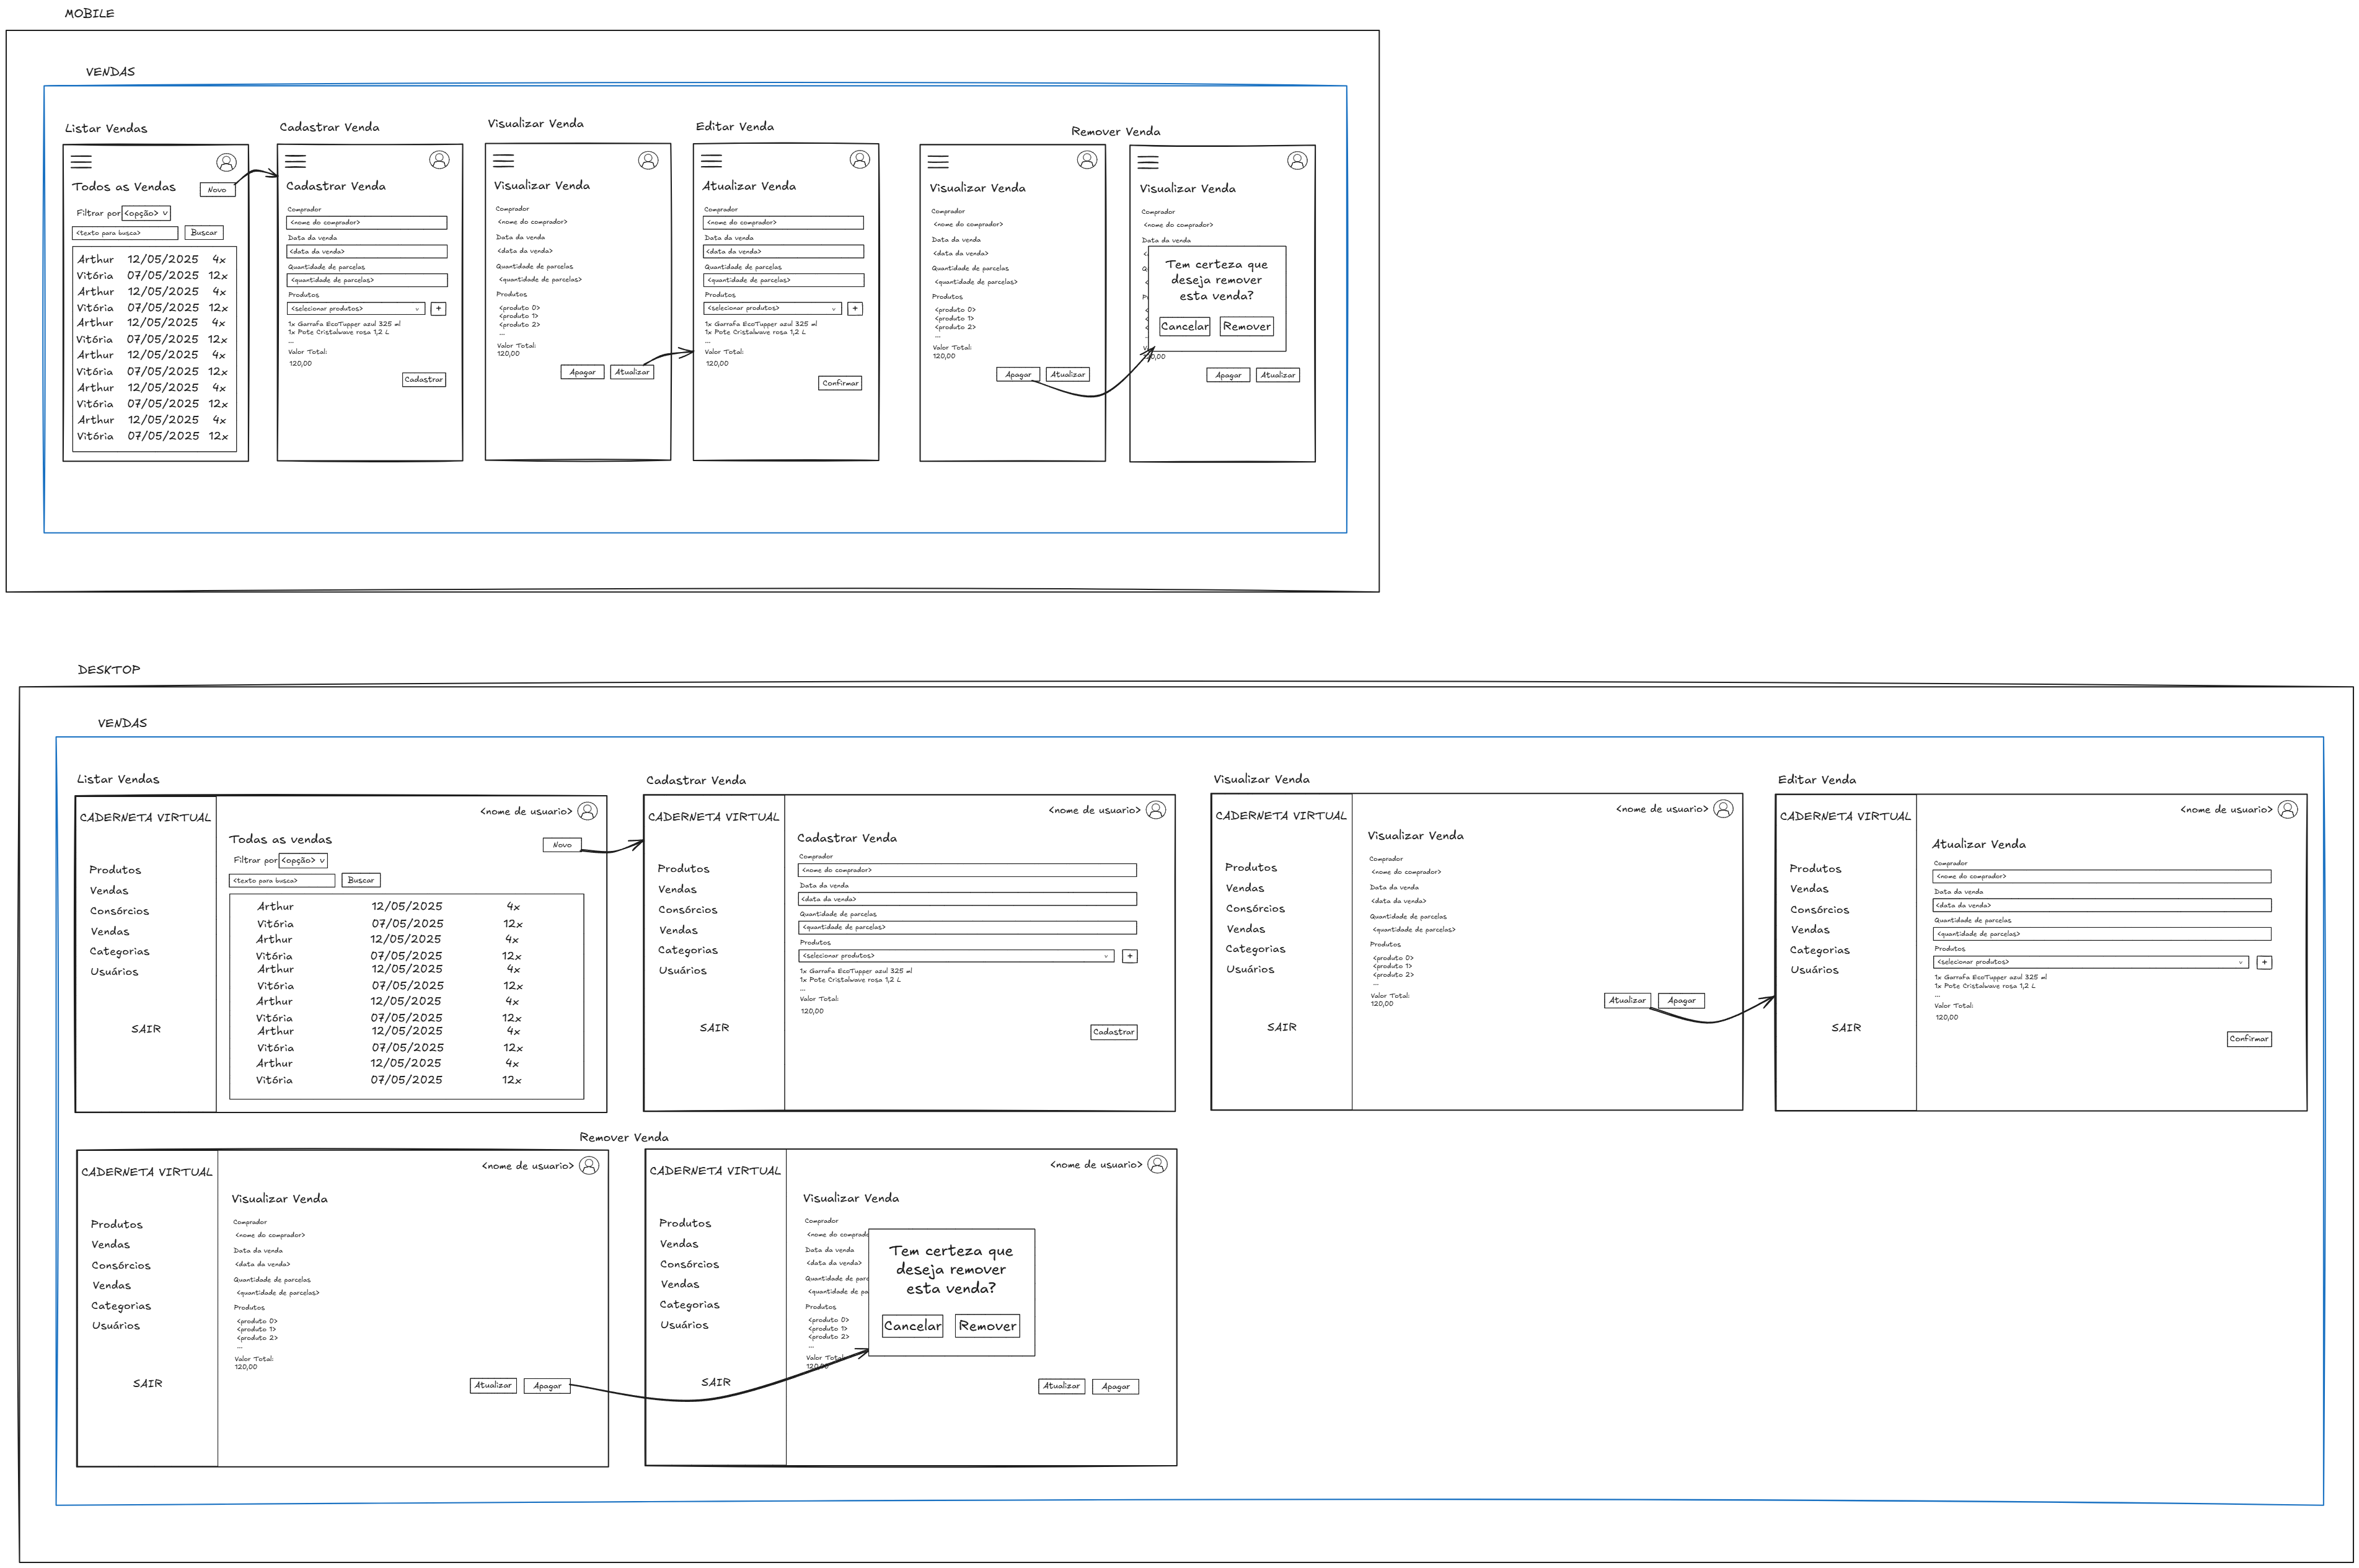 MOBILE
VENDAS
Listar Vendas
Todos as Vendas
Novo
Filtrar por <opção> v
<texto para busca> Buscar
Arthur 12/05/2025 4x
Vitória 07/05/2025 12x
Arthur 12/05/2025 4x
Vitória 07/05/2025 12x
Arthur 12/05/2025 4x
Vitória 07/05/2025 12x
Arthur 12/05/2025 4x
Vitória 07/05/2025 12x
Arthur 12/05/2025 4x
Vitória 07/05/2025 12x
Arthur 12/05/2025 4x
Vitória 07/05/2025 12x
Cadastrar Venda
Cadastrar Venda
Comprador
<nome do comprador>
Data da venda
<data da venda>
Quantidade de parcelas
<quantidade de parcelas>
Produtos
<selecionar produtos> v +
1x Garrafa EcoTupper azul 325 ml
1x Pote Cristalwave rosa 1,2 L
...
Valor Total:
120,00
Cadastrar
Visualizar Venda
Visualizar Venda
Comprador
<nome do comprador>
Data da venda
<data da venda>
Quantidade de parcelas
<quantidade de parcelas>
Produtos
<produto 0>
<produto 1>
<produto 2>
...
Valor Total:
120,00
Apagar Atualizar
Editar Venda
Atualizar Venda
Comprador
<nome do comprador>
Data da venda
<data da venda>
Quantidade de parcelas
<quantidade de parcelas>
Produtos
<selecionar produtos> v +
1x Garrafa EcoTupper azul 325 ml
1x Pote Cristalwave rosa 1,2 L
...
Valor Total:
120,00
Confirmar
Remover Venda
Visualizar Venda
Comprador
<nome do comprador>
Data da venda
<data da venda>
Quantidade de parcelas
<quantidade de parcelas>
Produtos
<produto 0>
<produto 1>
<produto 2>
...
Valor Total:
120,00
Apagar Atualizar
Visualizar Venda
Comprador
<nome do comprador>
Data da venda
Tem certeza que
deseja remover
esta venda?
Cancelar Remover
120,00
Apagar Atualizar
DESKTOP
VENDAS
Listar Vendas
CADERNETA VIRTUAL
Produtos
Vendas
Consórcios
Vendas
Categorias
Usuários
SAIR
<nome de usuario>
Todas as vendas
Novo
Filtrar por <opção> v
<texto para busca> Buscar
Arthur 12/05/2025 4x
Vitória 07/05/2025 12x
Arthur 12/05/2025 4x
Vitória 07/05/2025 12x
Arthur 12/05/2025 4x
Vitória 07/05/2025 12x
Arthur 12/05/2025 4x
Vitória 07/05/2025 12x
Arthur 12/05/2025 4x
Vitória 07/05/2025 12x
Arthur 12/05/2025 4x
Vitória 07/05/2025 12x
Cadastrar Venda
CADERNETA VIRTUAL
Produtos
Vendas
Consórcios
Vendas
Categorias
Usuários
SAIR
<nome de usuario>
Cadastrar Venda
Comprador
<nome do comprador>
Data da venda
<data da venda>
Quantidade de parcelas
<quantidade de parcelas>
Produtos
<selecionar produtos> v +
1x Garrafa EcoTupper azul 325 ml
1x Pote Cristalwave rosa 1,2 L
...
Valor Total:
120,00
Cadastrar
Visualizar Venda
CADERNETA VIRTUAL
Produtos
Vendas
Consórcios
Vendas
Categorias
Usuários
SAIR
<nome de usuario>
Visualizar Venda
Comprador
<nome do comprador>
Data da venda
<data da venda>
Quantidade de parcelas
<quantidade de parcelas>
Produtos
<produto 0>
<produto 1>
<produto 2>
...
Valor Total:
120,00
Atualizar Apagar
Editar Venda
CADERNETA VIRTUAL
Produtos
Vendas
Consórcios
Vendas
Categorias
Usuários
SAIR
<nome de usuario>
Atualizar Venda
Comprador
<nome do comprador>
Data da venda
<data da venda>
Quantidade de parcelas
<quantidade de parcelas>
Produtos
<selecionar produtos> v +
1x Garrafa EcoTupper azul 325 ml
1x Pote Cristalwave rosa 1,2 L
...
Valor Total:
120,00
Confirmar
Remover Venda
CADERNETA VIRTUAL
Produtos
Vendas
Consórcios
Vendas
Categorias
Usuários
SAIR
<nome de usuario>
Visualizar Venda
Comprador
<nome do comprador>
Data da venda
<data da venda>
Quantidade de parcelas
<quantidade de parcelas>
Produtos
<produto 0>
<produto 1>
<produto 2>
...
Valor Total:
120,00
Atualizar Apagar
CADERNETA VIRTUAL
Produtos
Vendas
Consórcios
Vendas
Categorias
Usuários
SAIR
<nome de usuario>
Visualizar Venda
Comprador
<nome do comprado
Data da venda
<data da venda>
Quantidade de parc
<quantidade de pa
Produtos
<produto 0>
<produto 1>
<produto 2>
...
Valor Total:
120,00
Tem certeza que
deseja remover
esta venda?
Cancelar Remover
Atualizar Apagar